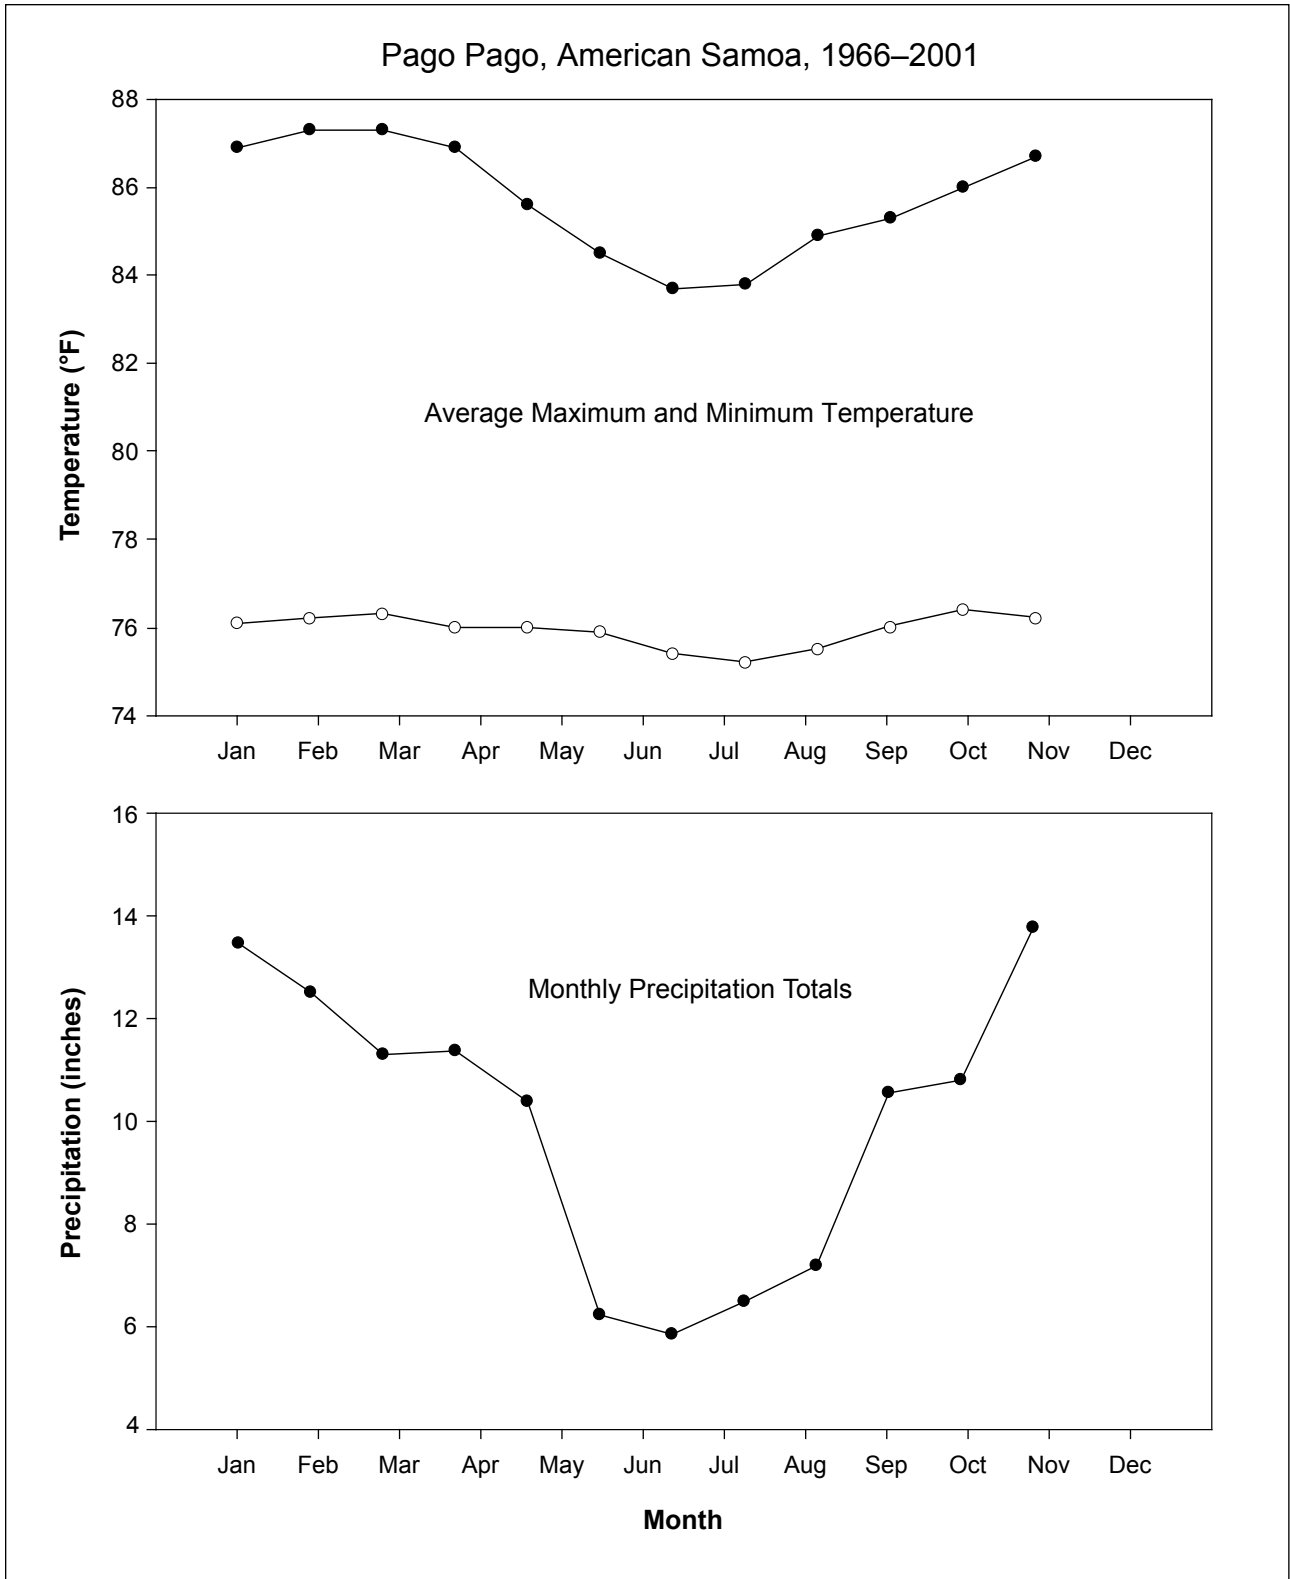 Pago Pago, American Samoa, 1966–2001
88
86
84
82
80
78
76
74
Temperature (°F)
Average Maximum and Minimum Temperature
Jan Feb Mar Apr May Jun Jul Aug Sep Oct Nov Dec
16
14
12
10
8
6
4
Precipitation (inches)
Monthly Precipitation Totals
Jan Feb Mar Apr May Jun Jul Aug Sep Oct Nov Dec
Month